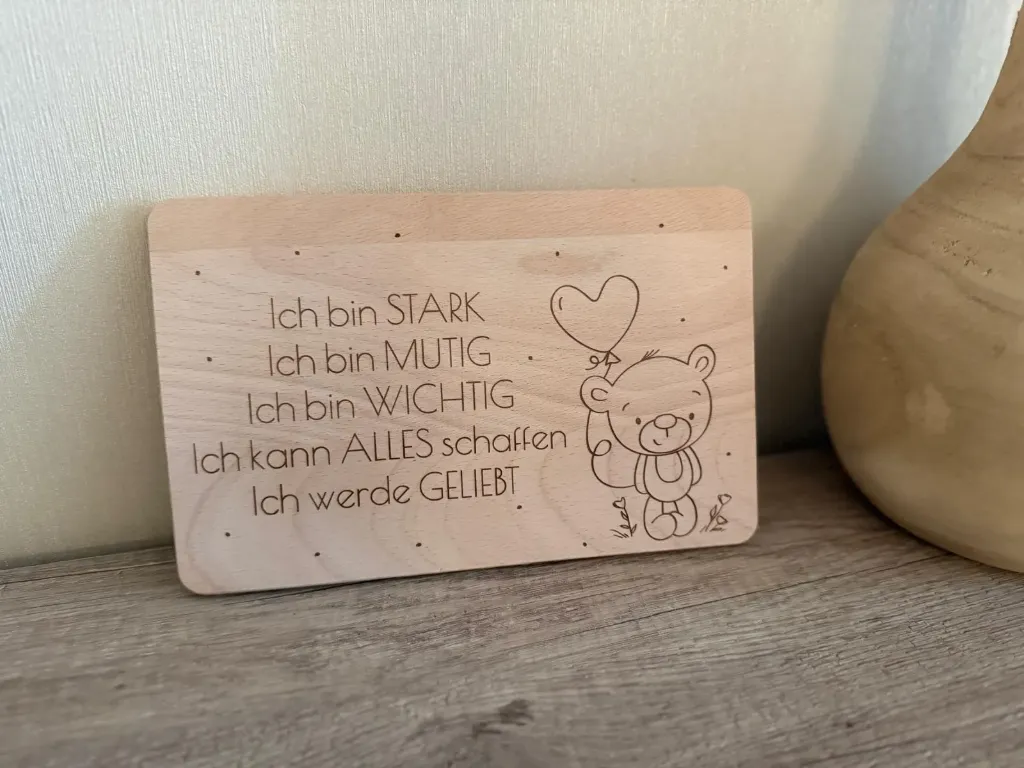 Ich bin STARK
Ich bin MUTIG
Ich bin WICHTIG
Ich kann ALLES schaffen
Ich werde GELIEBT